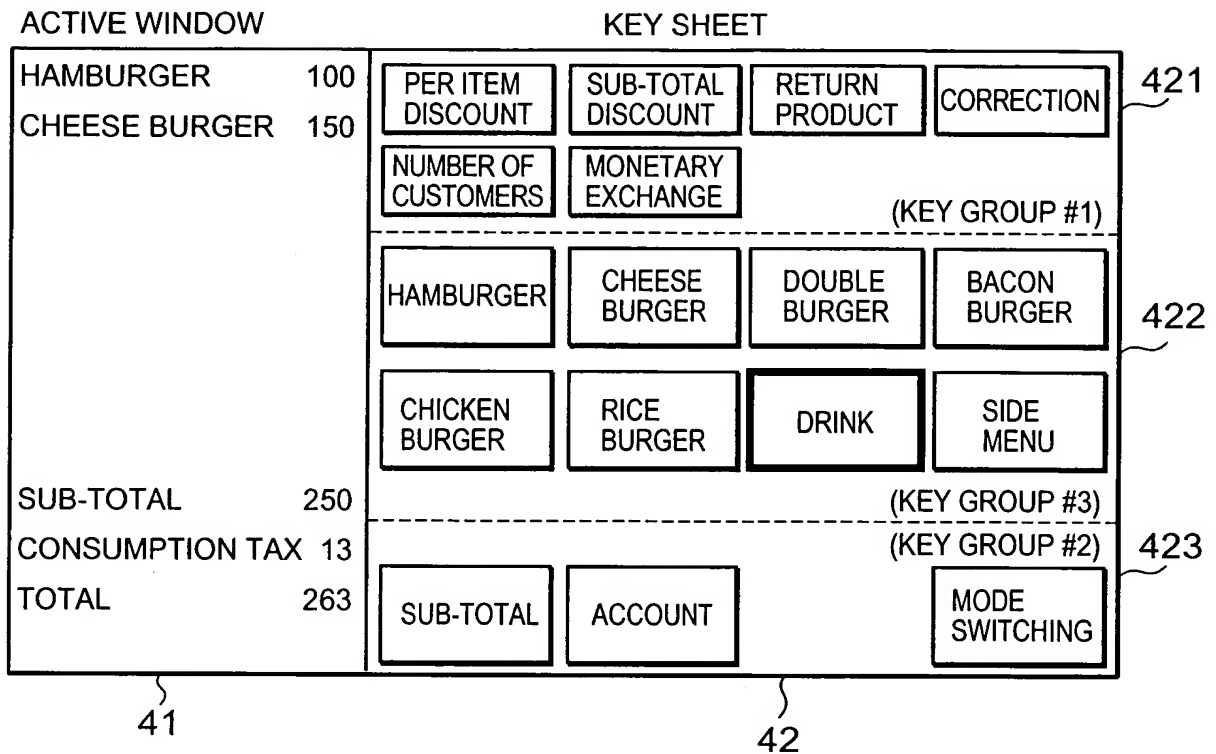 ACTIVE WINDOW
KEY SHEET
HAMBURGER 100
CHEESE BURGER 150
SUB-TOTAL 250
CONSUMPTION TAX 13
TOTAL 263
41
PER ITEM
DISCOUNT
SUB-TOTAL
DISCOUNT
RETURN
PRODUCT
CORRECTION
421
NUMBER OF
CUSTOMERS
MONETARY
EXCHANGE
(KEY GROUP #1)
HAMBURGER
CHEESE
BURGER
DOUBLE
BURGER
BACON
BURGER
422
CHICKEN
BURGER
RICE
BURGER
DRINK
SIDE
MENU
(KEY GROUP #3)
(KEY GROUP #2)
423
SUB-TOTAL
ACCOUNT
MODE
SWITCHING
42